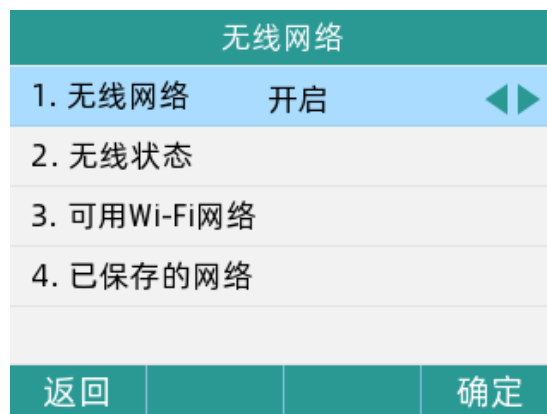 无线网络
1. 无线网络 开启
2. 无线状态
3. 可用Wi-Fi网络
4. 已保存的网络
返回 确定